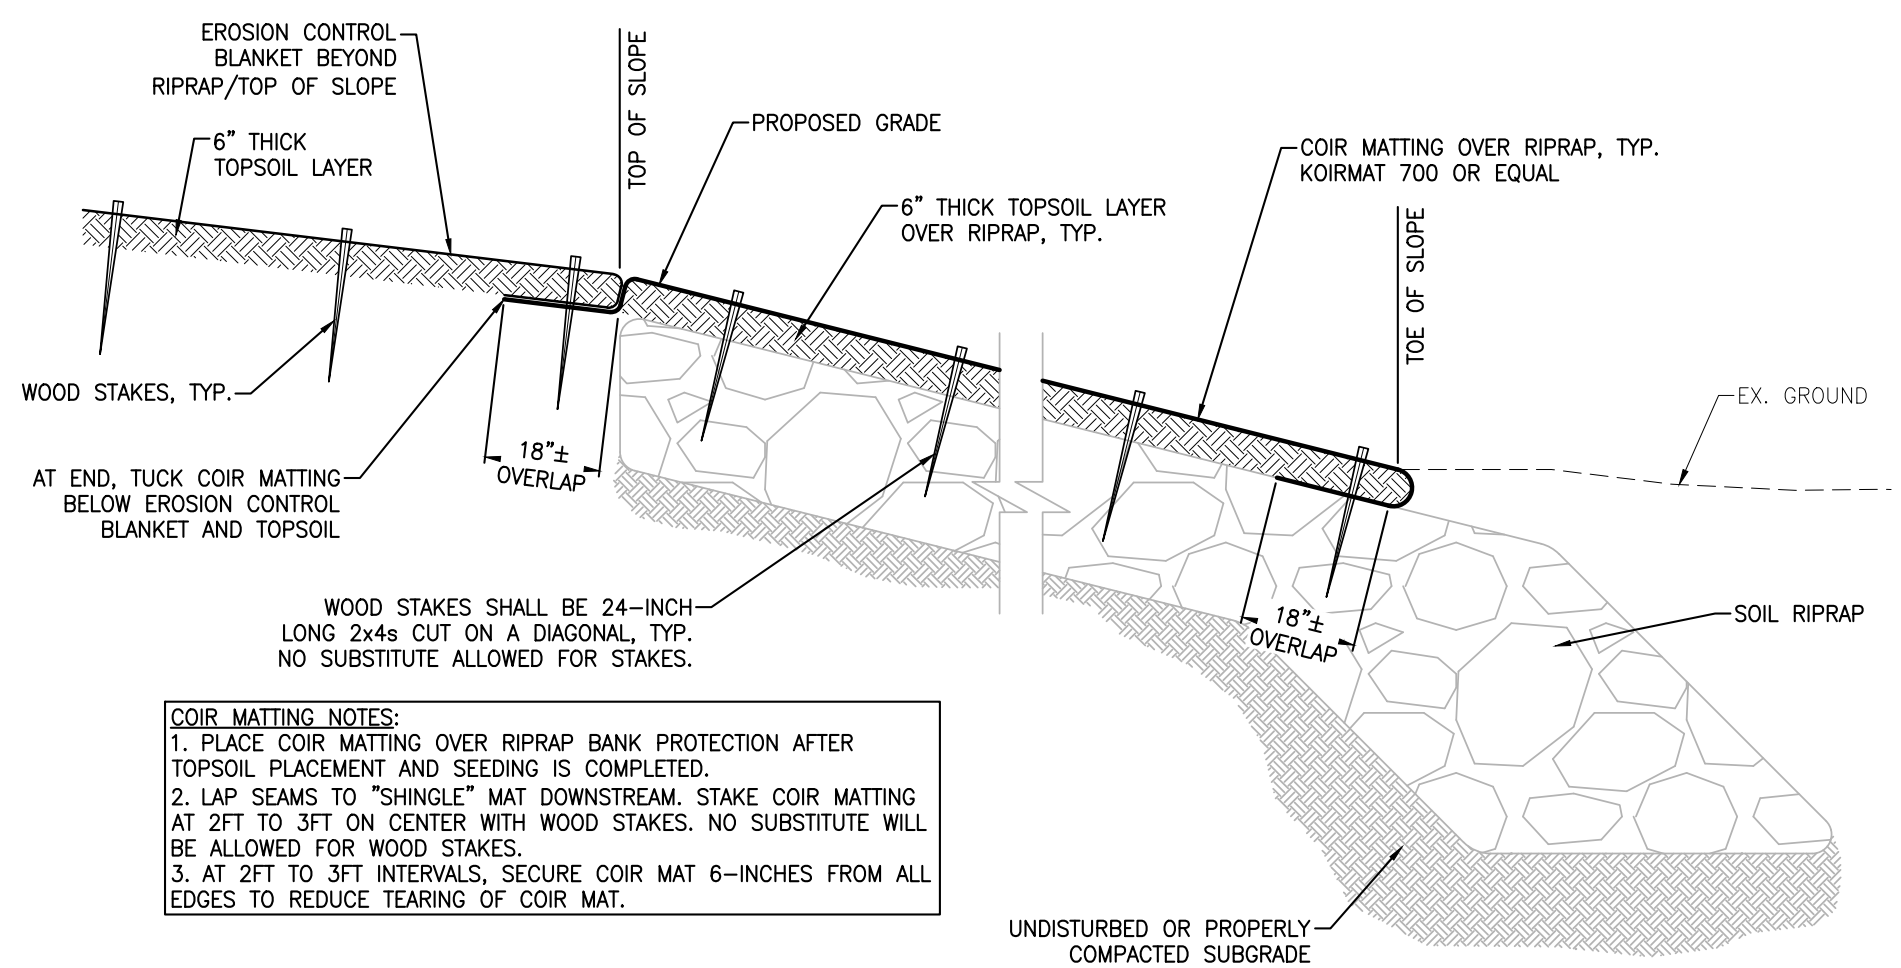 EROSION CONTROL
BLANKET BEYOND
RIPRAP/TOP OF SLOPE
6" THICK
TOPSOIL LAYER
TOP OF SLOPE
PROPOSED GRADE
6" THICK TOPSOIL LAYER
OVER RIPRAP, TYP.
COIR MATTING OVER RIPRAP, TYP.
KOIRMAT 700 OR EQUAL
TOE OF SLOPE
EX. GROUND
WOOD STAKES, TYP.
18"±
OVERLAP
AT END, TUCK COIR MATTING
BELOW EROSION CONTROL
BLANKET AND TOPSOIL
WOOD STAKES SHALL BE 24-INCH
LONG 2x4s CUT ON A DIAGONAL, TYP.
NO SUBSTITUTE ALLOWED FOR STAKES.
18"±
OVERLAP
SOIL RIPRAP
COIR MATTING NOTES:
1. PLACE COIR MATTING OVER RIPRAP BANK PROTECTION AFTER
TOPSOIL PLACEMENT AND SEEDING IS COMPLETED.
2. LAP SEAMS TO "SHINGLE" MAT DOWNSTREAM. STAKE COIR MATTING
AT 2FT TO 3FT ON CENTER WITH WOOD STAKES. NO SUBSTITUTE WILL
BE ALLOWED FOR WOOD STAKES.
3. AT 2FT TO 3FT INTERVALS, SECURE COIR MAT 6-INCHES FROM ALL
EDGES TO REDUCE TEARING OF COIR MAT.
UNDISTURBED OR PROPERLY
COMPACTED SUBGRADE